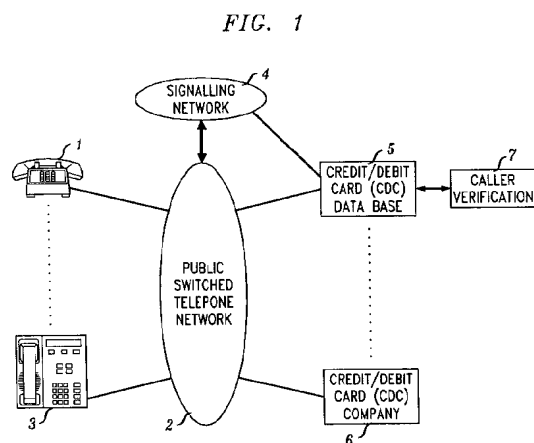 FIG. 1
4
SIGNALLING
NETWORK
1
5
CREDIT/DEBIT
CARD (CDC)
DATA BASE
7
CALLER
VERIFICATION
PUBLIC
SWITCHED
TELEPONE
NETWORK
3
2
CREDIT/DEBIT
CARD (CDC)
COMPANY
6